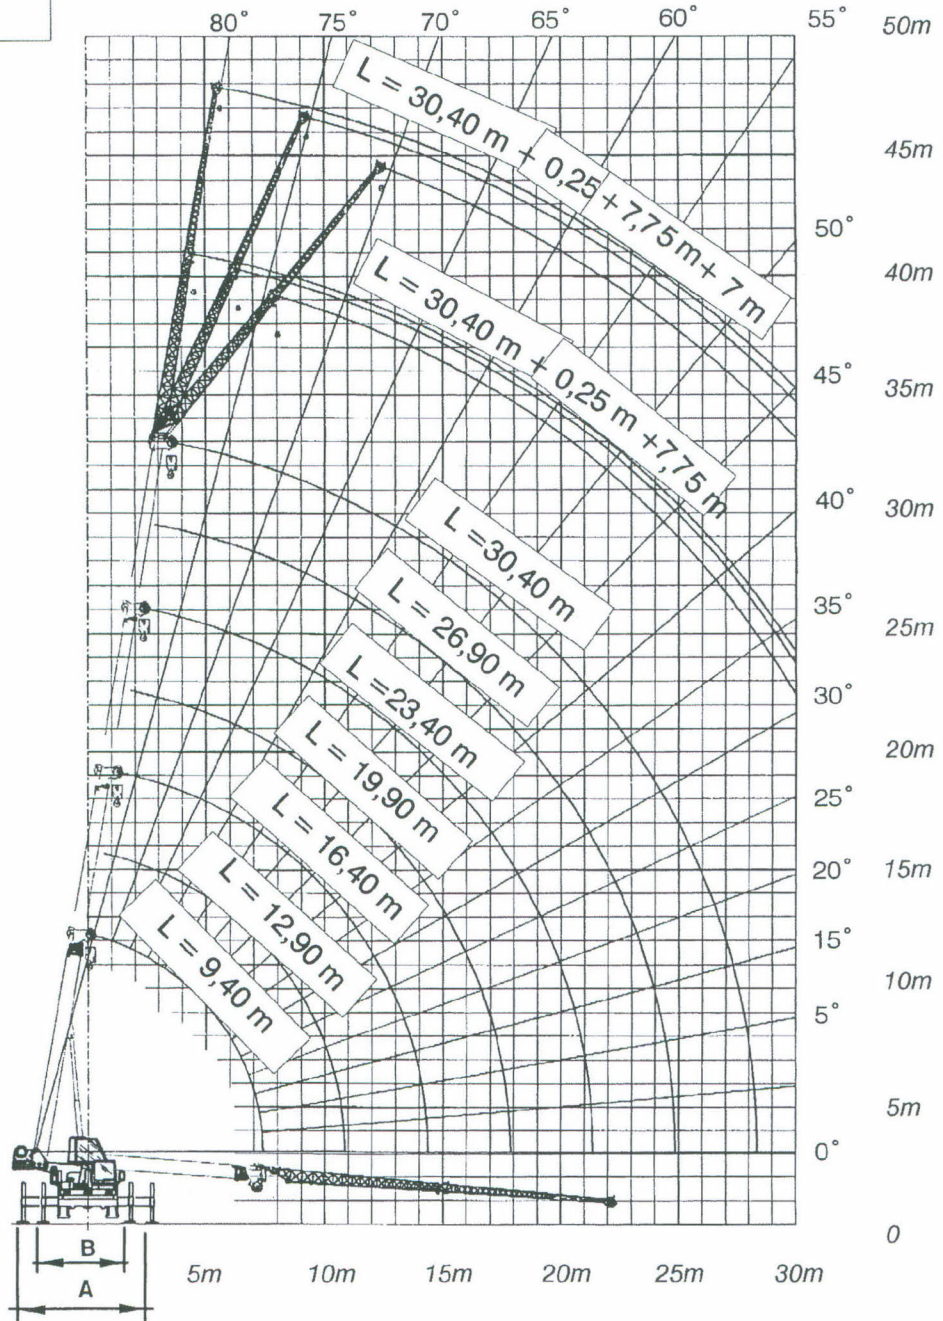 80° 75° 70° 65° 60° 55° 50m
L = 30,40 m + 0,25 + 7,75 m + 7 m
45m
50°
40m
L = 30,40 m + 0,25 m + 7,75 m
45° 35m
40° 30m
L = 30,40 m
35° 25m
L = 26,90 m
30°
L = 23,40 m
20m
L = 19,90 m
25°
L = 16,40 m
20° 15m
L = 12,90 m
15°
L = 9,40 m
10m
5°
5m
0°
0
B
5m 10m 15m 20m 25m 30m
A